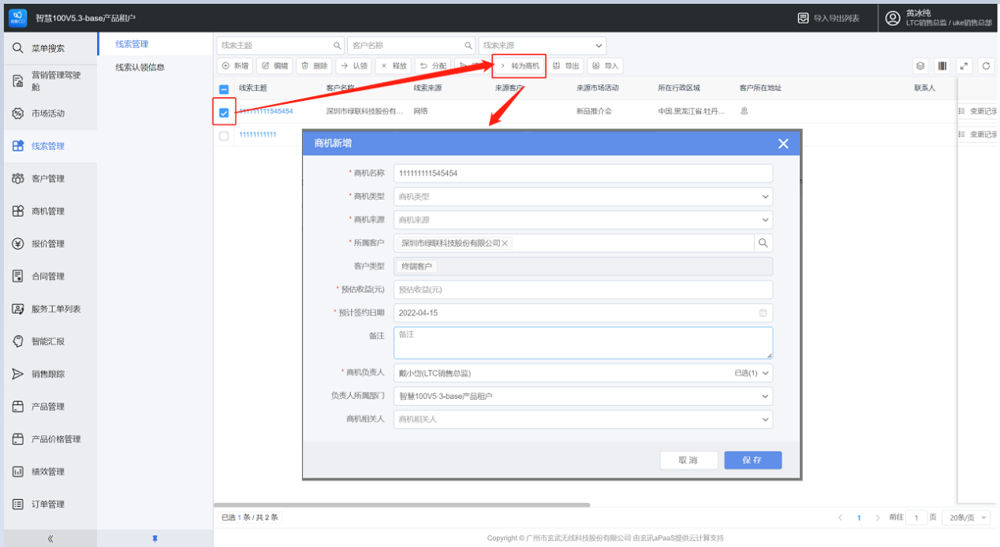 智慧100V5.3-base产品租户
导入导出列表
黄冰纯
LTC销售总监 / uke销售总部
菜单搜索
营销管理驾驶舱
市场活动
线索管理
客户管理
商机管理
报价管理
合同管理
服务工单列表
智能汇报
销售跟踪
产品管理
产品价格管理
绩效管理
订单管理
线索管理
线索认领信息
线索主题 客户名称 线索来源
新增 编辑 删除 认领 释放 分配 转为商机 导出 导入
线索主题 客户名称 线索来源 来源客户 来源市场活动 所在行政区域 客户所在地址 联系人
111111111545454 深圳市绿联科技股份有... 网络 新品推介会 中国.黑龙江省.牡丹... 变更记录
11111111111 变更记录
商机新增
* 商机名称 111111111545454
* 商机类型 商机类型
* 商机来源 商机来源
* 所属客户 深圳市绿联科技股份有限公司
客户类型 终端客户
* 预估收益(元) 预估收益(元)
* 预计签约日期 2022-04-15
备注 备注
* 商机负责人 戴小岱(LTC销售总监) 已选(1)
负责人所属部门 智慧100V5-3-base产品租户
商机相关人 商机相关人
取消 保存
已选 1 条 / 共 2 条
1 前往 1 页 20条/页
Copyright © 广州市玄武无线科技股份有限公司 由玄讯aPaaS提供云计算支持